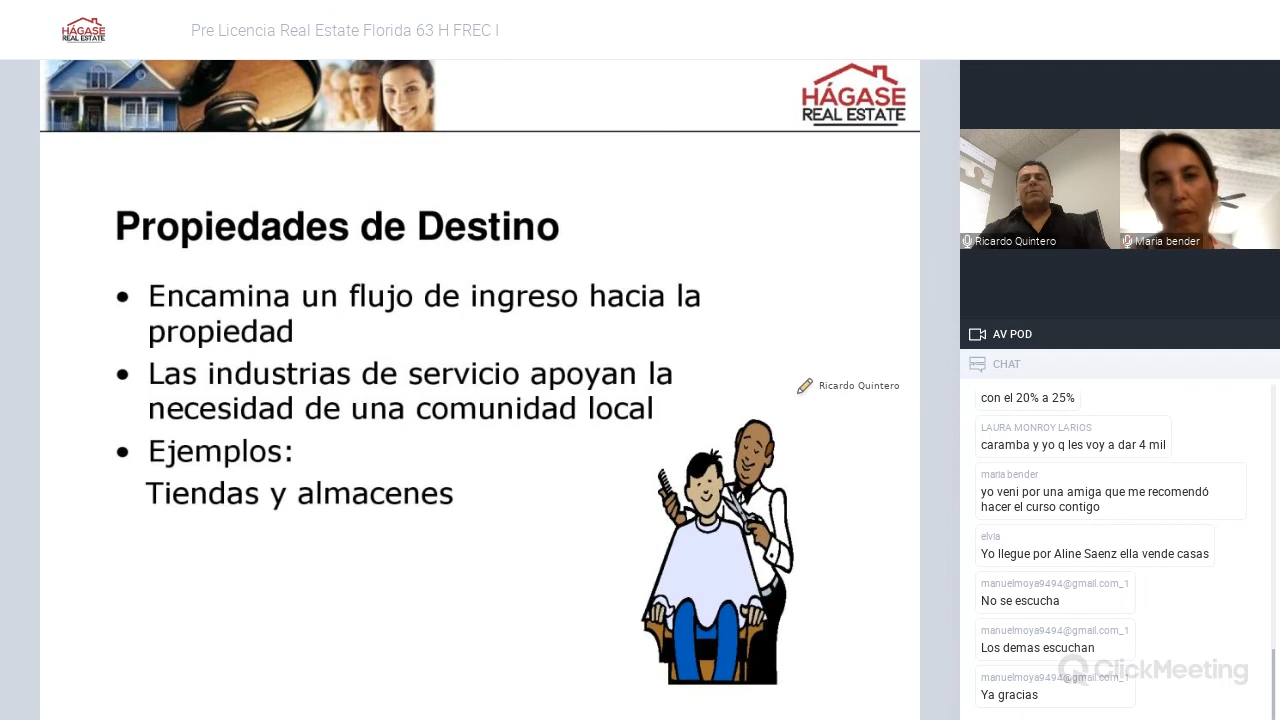 HÁGASE
REAL ESTATE
Pre Licencia Real Estate Florida 63 H FREC I
HÁGASE
REAL ESTATE
Propiedades de Destino
• Encamina un flujo de ingreso hacia la
propiedad
• Las industrias de servicio apoyan la
necesidad de una comunidad local
• Ejemplos:
Tiendas y almacenes
Ricardo Quintero
Ricardo Quintero
Maria bender
AV POD
CHAT
con el 20% a 25%
LAURA MONROY LARIOS
caramba y yo q les voy a dar 4 mil
maria bender
yo veni por una amiga que me recomendó
hacer el curso contigo
elvia
Yo llegue por Aline Saenz ella vende casas
manuelmoya9494@gmail.com_1
No se escucha
manuelmoya9494@gmail.com_1
Los demas escuchan
manuelmoya9494@gmail.com_1
Ya gracias
ClickMeeting